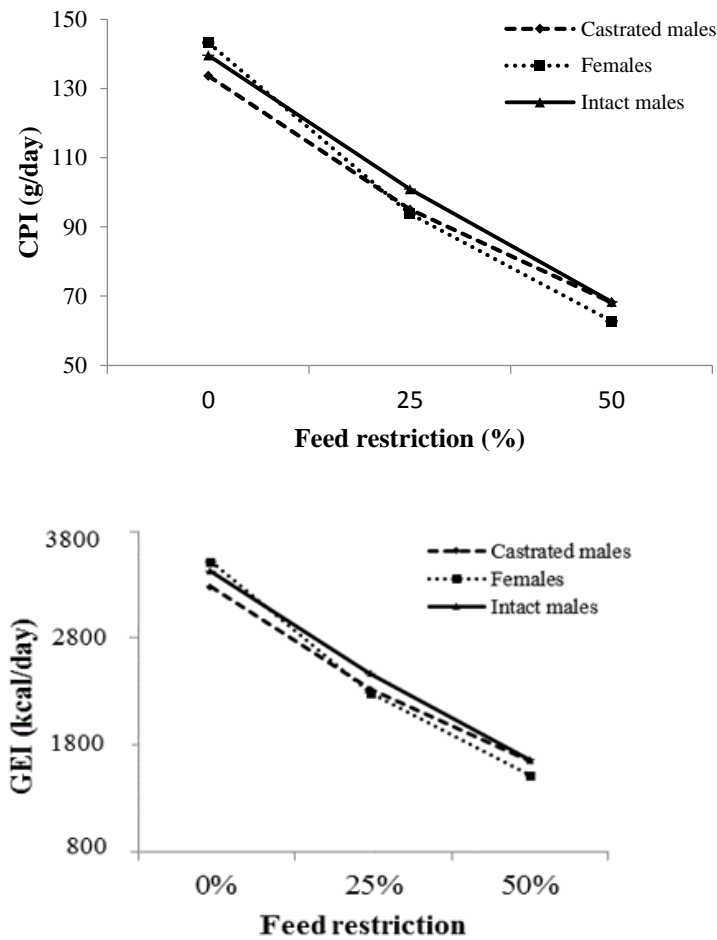 150
130
110
90
70
50
CPI (g/day)
Castrated males
Females
Intact males
0 25 50
Feed restriction (%)
3800
2800
1800
800
GEI (kcal/day)
Castrated males
Females
Intact males
0% 25% 50%
Feed restriction